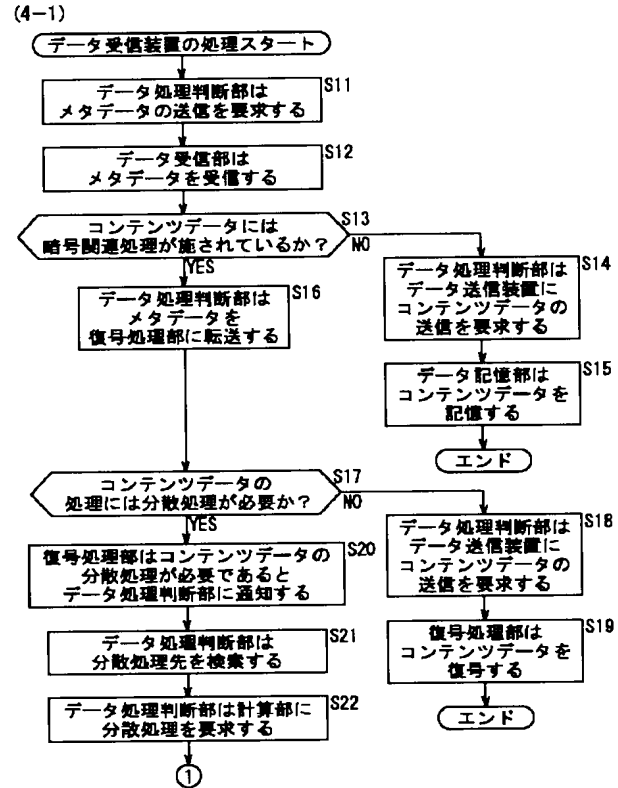 (4-1)
データ受信装置の処理スタート
S11
データ処理判断部は
メタデータの送信を要求する
S12
データ受信部は
メタデータを受信する
S13
コンテンツデータには
暗号関連処理が施されているか?
NO
YES
S16
データ処理判断部は
メタデータを
復号処理部に転送する
S14
データ処理判断部は
データ送信装置に
コンテンツデータの
送信を要求する
S15
データ記憶部は
コンテンツデータを
記憶する
エンド
S17
コンテンツデータの
処理には分散処理が必要か?
NO
YES
S20
復号処理部はコンテンツデータの
分散処理が必要であると
データ処理判断部に通知する
S21
データ処理判断部は
分散処理先を検索する
S22
データ処理判断部は計算部に
分散処理を要求する
1
S18
データ処理判断部は
データ送信装置に
コンテンツデータの
送信を要求する
S19
復号処理部は
コンテンツデータを
復号する
エンド